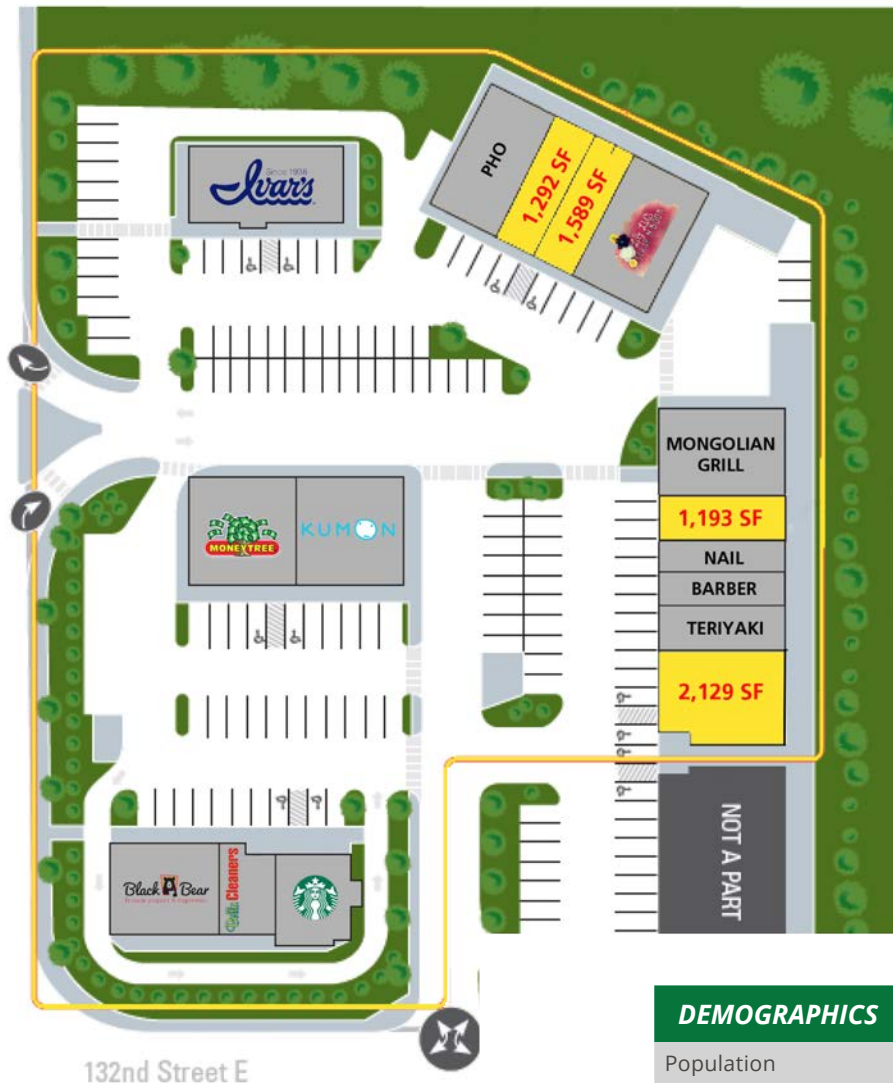 Since 1938
Ivar's
PHO
1,292 SF
1,589 SF
MONGOLIAN
GRILL
1,193 SF
NAIL
BARBER
TERIYAKI
2,129 SF
MONEYTREE
KUMON
Black Bear
Cleaners
NOT A PART
132nd Street E
DEMOGRAPHICS
Population